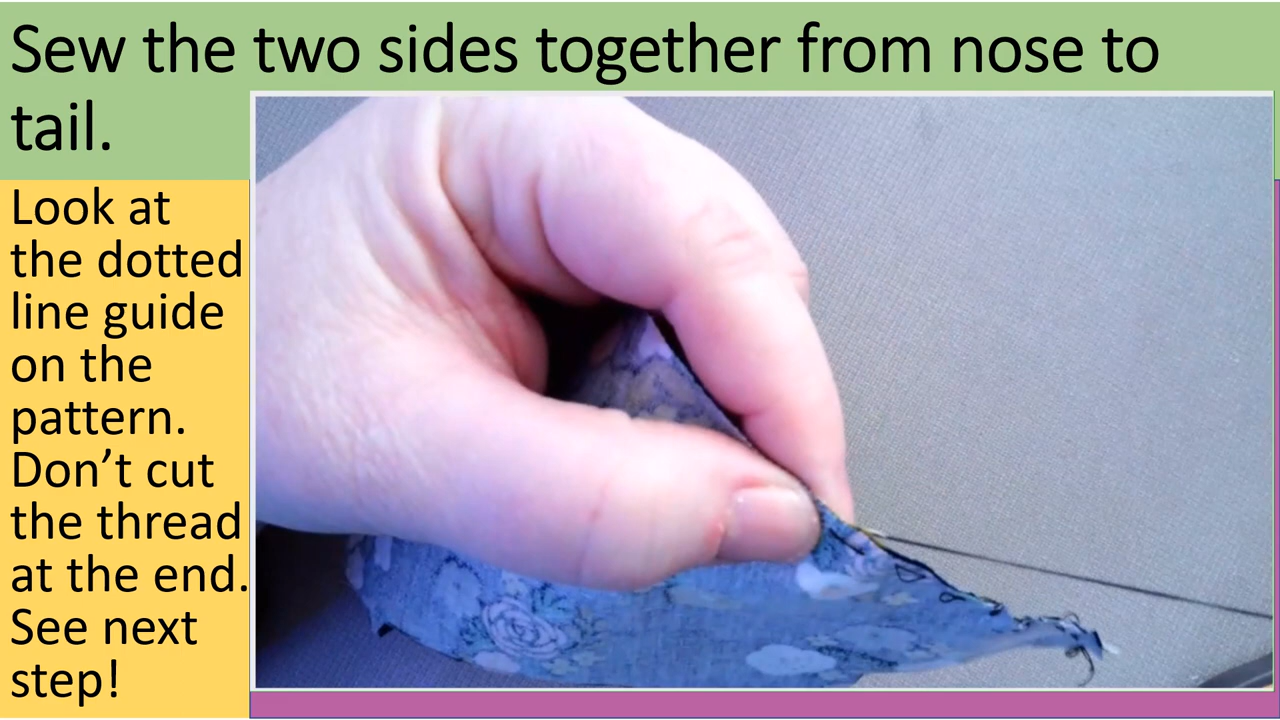 Sew the two sides together from nose to
tail.
Look at
the dotted
line guide
on the
pattern.
Don’t cut
the thread
at the end.
See next
step!